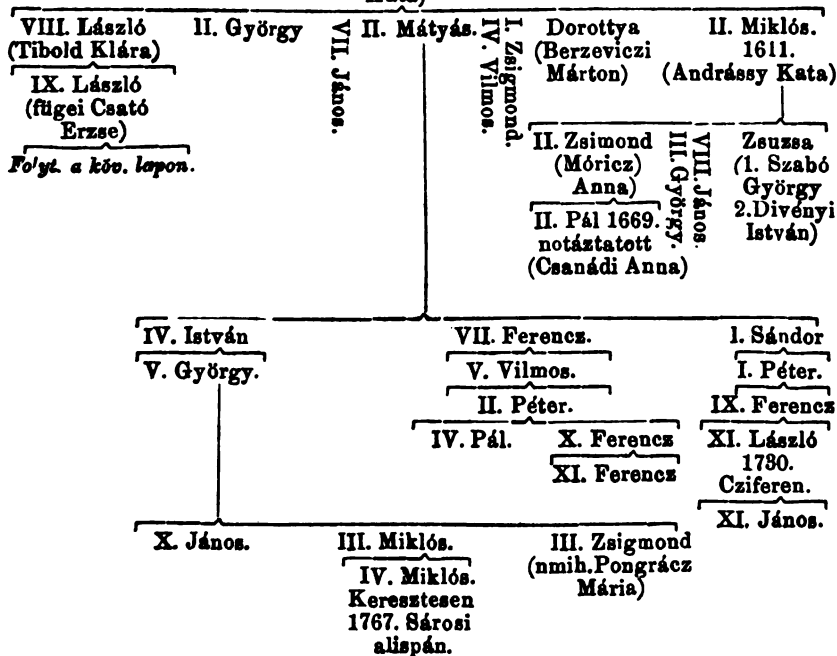 VIII. László
(Tibold Klára)
IX. László
(fügei Csató
Erzse)
Folyt. a köv. lapon.
II. György
VII. János.
II. Mátyás.
I. Zsigmond.
IV. Vilmos.
Dorottya
(Berzeviczi
Márton)
II. Miklós.
1611.
(Andrássy Kata)
II. Zsimond
(Móricz)
Anna)
II. Pál 1669.
notáztatott
(Csanádi Anna)
VIII. János.
III. György.
Zsuzsa
(1. Szabó
György
2. Divényi
István)
IV. István
V. György.
VII. Ferencz.
V. Vilmos.
II. Péter.
IV. Pál.
X. Ferencz
XI. Ferencz
I. Sándor
I. Péter.
IX. Ferencz
XI. László
1730.
Cziferen.
XI. János.
X. János.
III. Miklós.
IV. Miklós.
Keresztesen
1767. Sárosi
alispán.
III. Zsigmond
(nmih. Pongrácz
Mária)